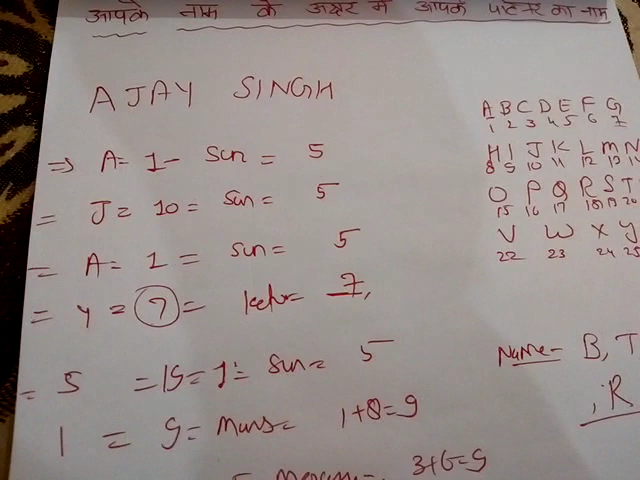 आपके नाम के अक्षर में आपके पार्टनर का नाम
AJAY SINGH
A B C D E F G
1 2 3 4 5 6 7
H I J K L M N
8 9 10 11 12 13 14
O P Q R S T
15 16 17 18 19 20
V W X Y
22 23 24 25
⇒ A = 1 - Sun = 5
= J = 10 = Sun = 5
= A = 1 = Sun = 5
= Y = 7 = ketu = 7,
= S = 19 = 1 = Sun = 5
I = 9 = Mars = 1+8=9
3+6=9
Name - B, T
, R